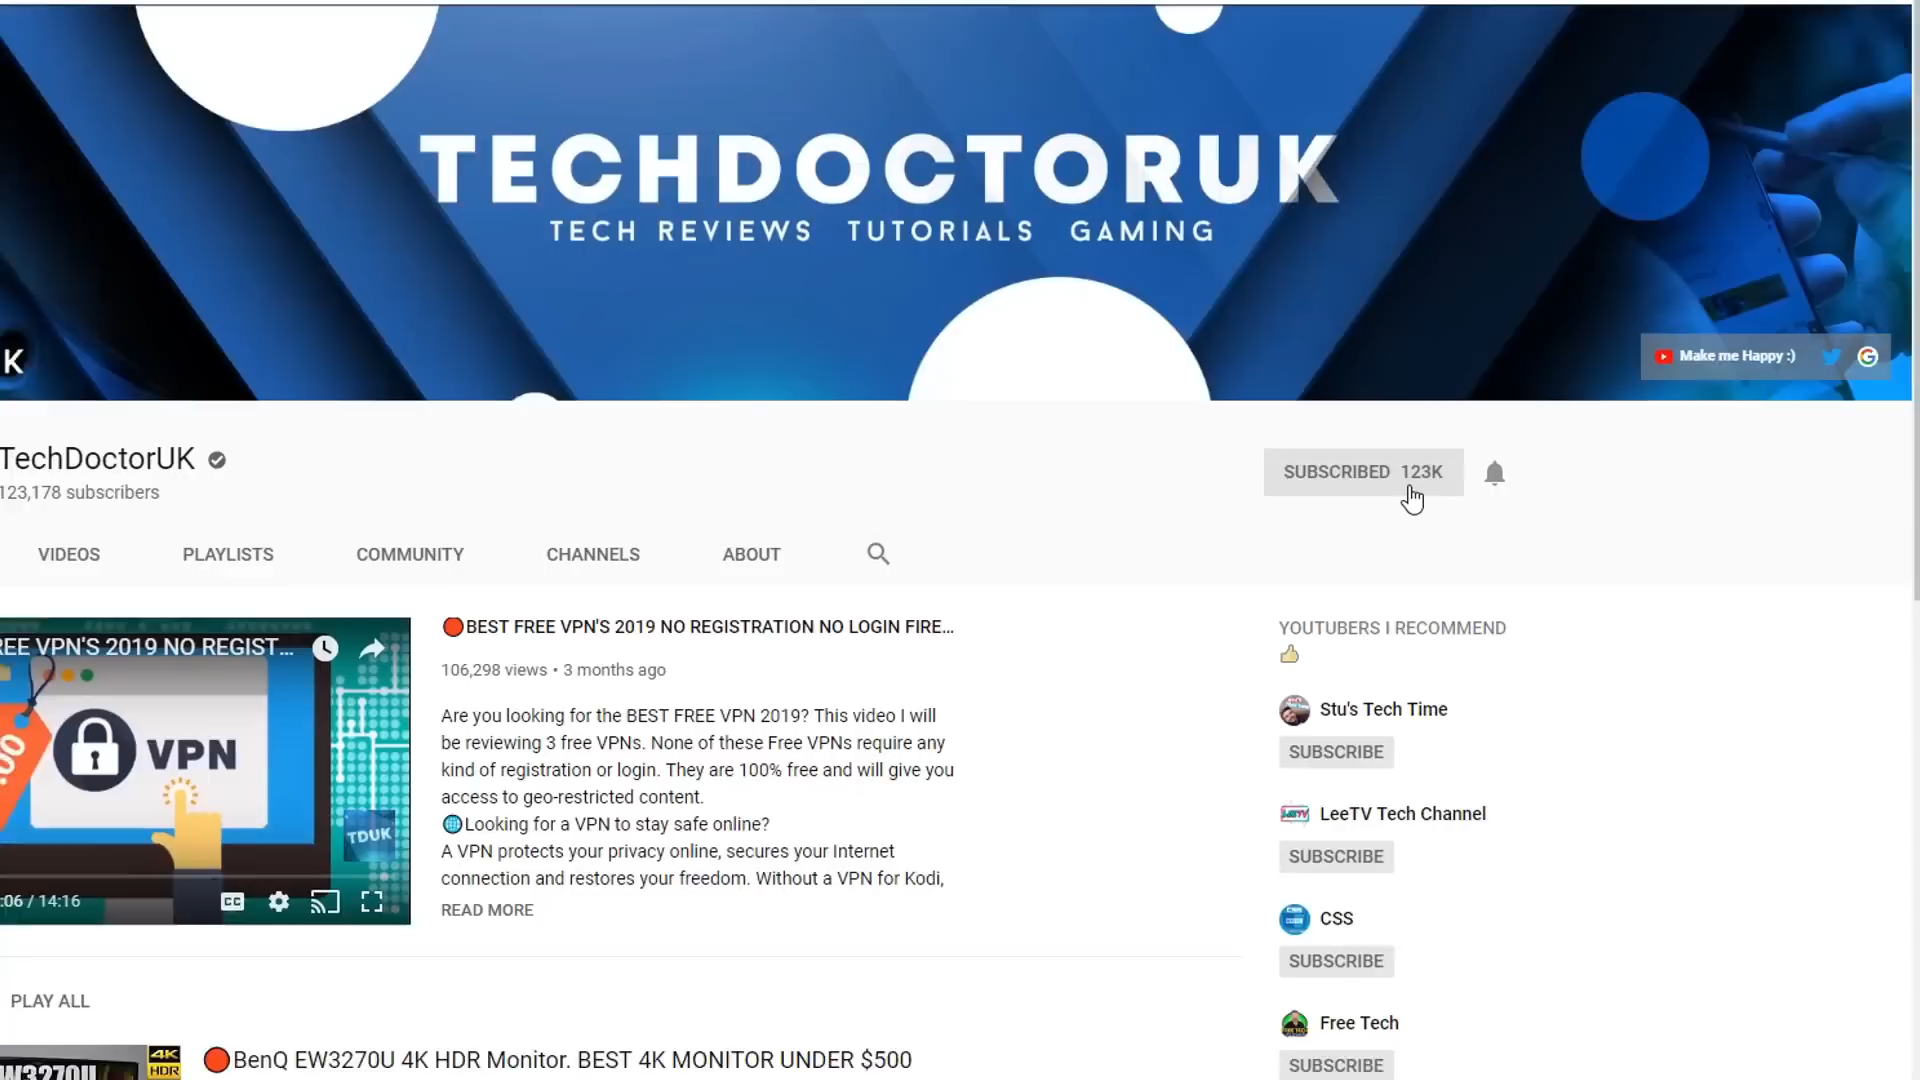 TECHDOCTORUK
TECH REVIEWS TUTORIALS GAMING
K
Make me Happy :)
TechDoctorUK
123,178 subscribers
SUBSCRIBED 123K
VIDEOS PLAYLISTS COMMUNITY CHANNELS ABOUT
EE VPN'S 2019 NO REGIST...
VPN
.00
TDUK
:06 / 14:16
CC
BEST FREE VPN'S 2019 NO REGISTRATION NO LOGIN FIRE...
106,298 views • 3 months ago
Are you looking for the BEST FREE VPN 2019? This video I will
be reviewing 3 free VPNs. None of these Free VPNs require any
kind of registration or login. They are 100% free and will give you
access to geo-restricted content.
Looking for a VPN to stay safe online?
A VPN protects your privacy online, secures your Internet
connection and restores your freedom. Without a VPN for Kodi,
READ MORE
YOUTUBERS I RECOMMEND
Stu's Tech Time
SUBSCRIBE
LeeTV Tech Channel
SUBSCRIBE
CSS
SUBSCRIBE
Free Tech
SUBSCRIBE
PLAY ALL
W3270U
4K
HDR
BenQ EW3270U 4K HDR Monitor. BEST 4K MONITOR UNDER $500